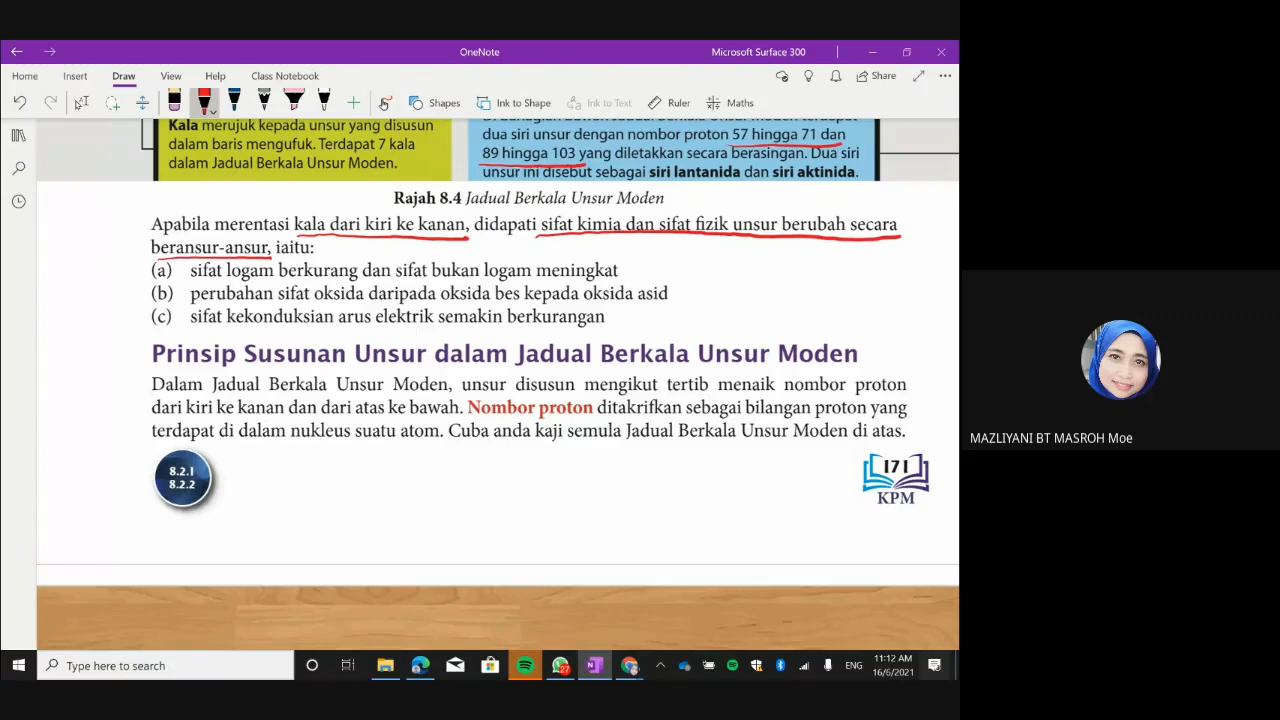 OneNote
Microsoft Surface 300
Home Insert Draw View Help Class Notebook
Share
Shapes Ink to Shape Ink to Text Ruler Maths
Kala merujuk kepada unsur yang disusun
dalam baris mengufuk. Terdapat 7 kala
dalam Jadual Berkala Unsur Moden.
dua siri unsur dengan nombor proton 57 hingga 71 dan
89 hingga 103 yang diletakkan secara berasingan. Dua siri
unsur ini disebut sebagai siri lantanida dan siri aktinida.
Rajah 8.4 Jadual Berkala Unsur Moden
Apabila merentasi kala dari kiri ke kanan, didapati sifat kimia dan sifat fizik unsur berubah secara
beransur-ansur, iaitu:
(a) sifat logam berkurang dan sifat bukan logam meningkat
(b) perubahan sifat oksida daripada oksida bes kepada oksida asid
(c) sifat kekonduksian arus elektrik semakin berkurangan
Prinsip Susunan Unsur dalam Jadual Berkala Unsur Moden
Dalam Jadual Berkala Unsur Moden, unsur disusun mengikut tertib menaik nombor proton
dari kiri ke kanan dan dari atas ke bawah. Nombor proton ditakrifkan sebagai bilangan proton yang
terdapat di dalam nukleus suatu atom. Cuba anda kaji semula Jadual Berkala Unsur Moden di atas.
8.2.1
8.2.2
171
KPM
MAZLIYANI BT MASROH Moe
Type here to search
27
ENG
11:12 AM
16/6/2021